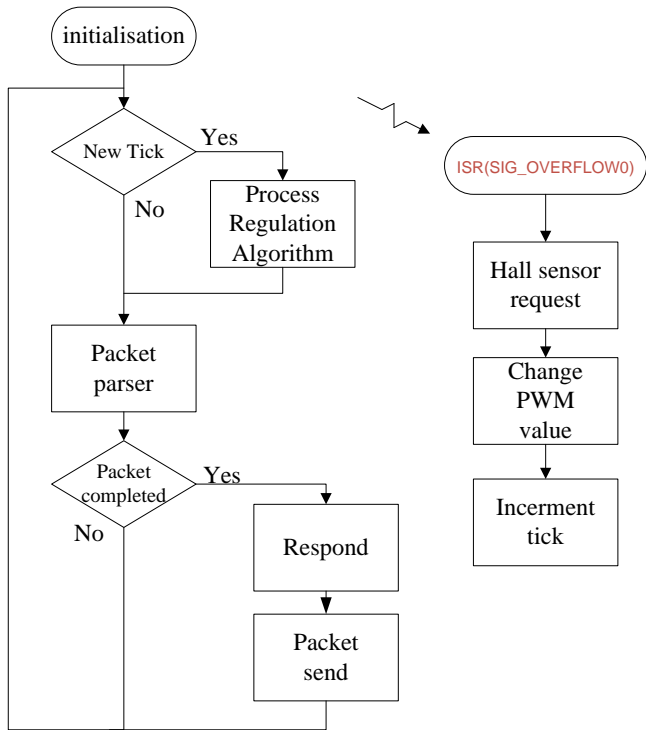 initialisation
New Tick
Yes
No
Process
Regulation
Algorithm
Packet
parser
Packet
completed
Yes
No
Respond
Packet
send
ISR(SIG_OVERFLOW0)
Hall sensor
request
Change
PWM
value
Incerment
tick